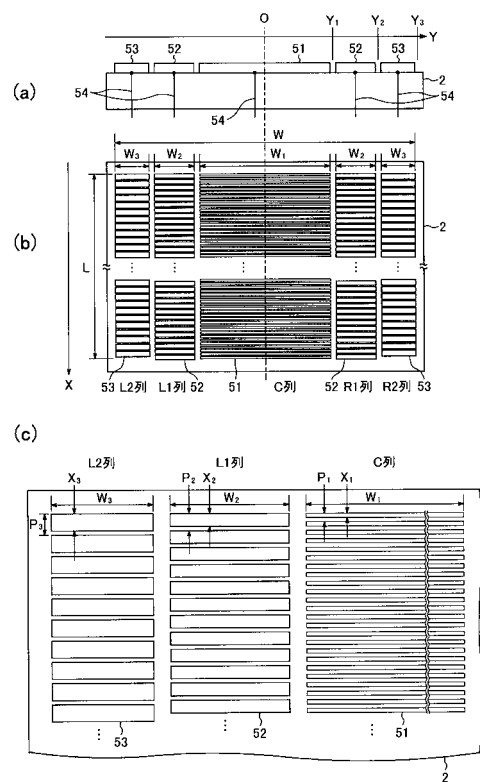 O Y1 Y2 Y3
53 52 51 52 53 Y
(a) 2
54 54 54
W
W3 W2 W1 W2 W3
(b) L 2
X 53 L2列 L1列 52 51 C列 52 R1列 R2列 53
(c)
L2列 L1列 C列
X3 P2 X2 P1 X1
W3 W2 W1
P3
53 52 51
2